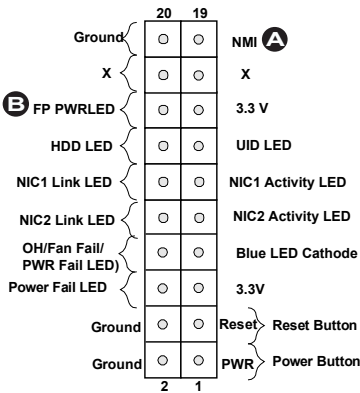 20 19
Ground NMI A
X X
B FP PWRLED 3.3 V
HDD LED UID LED
NIC1 Link LED NIC1 Activity LED
NIC2 Link LED NIC2 Activity LED
OH/Fan Fail/
PWR Fail LED) Blue LED Cathode
Power Fail LED 3.3V
Ground Reset Reset Button
Ground PWR Power Button
2 1